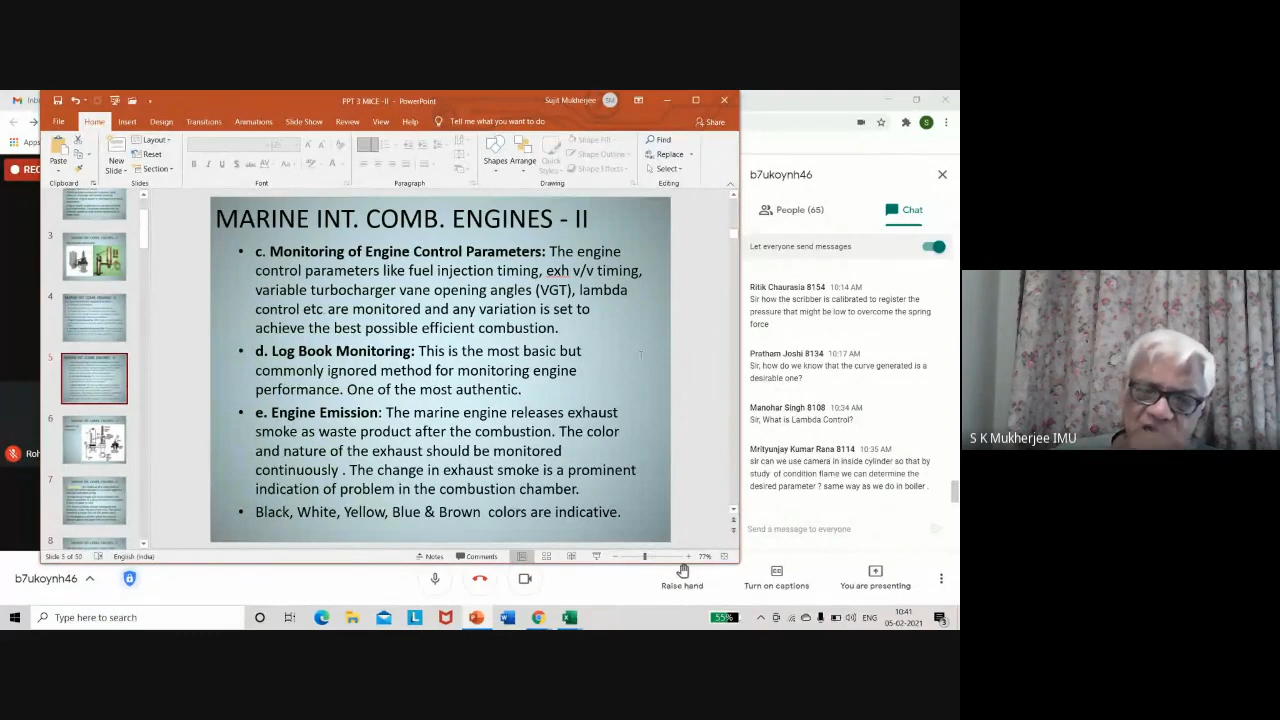 Inb
Apps
REC
Roh
PPT 3 MICE -II - PowerPoint
Sujit Mukherjee
SM
File Home Insert Design Transitions Animations Slide Show Review View Help Tell me what you want to do Share
Paste
Clipboard
New Slide
Layout
Reset
Section
Slides
Font
Paragraph
Shapes Arrange Quick Styles
Shape Fill
Shape Outline
Shape Effects
Drawing
Find
Replace
Select
Editing
3
4
5
6
7
8
MARINE INT. COMB. ENGINES - II
• c. Monitoring of Engine Control Parameters: The engine
control parameters like fuel injection timing, exh v/v timing,
variable turbocharger vane opening angles (VGT), lambda
control etc are monitored and any variation is set to
achieve the best possible efficient combustion.
• d. Log Book Monitoring: This is the most basic but
commonly ignored method for monitoring engine
performance. One of the most authentic.
• e. Engine Emission: The marine engine releases exhaust
smoke as waste product after the combustion. The color
and nature of the exhaust should be monitored
continuously . The change in exhaust smoke is a prominent
indication of problem in the combustion chamber.
• Black, White, Yellow, Blue & Brown colors are indicative.
Slide 5 of 50 English (India) Notes Comments 77%
S
b7ukoynh46
People (65) Chat
Let everyone send messages
Ritik Chaurasia 8154 10:14 AM
Sir how the scribber is calibrated to register the
pressure that might be low to overcome the spring
force
Pratham Joshi 8134 10:17 AM
Sir, how do we know that the curve generated is a
desirable one?
Manohar Singh 8108 10:34 AM
Sir, What is Lambda Control?
Mrityunjay Kumar Rana 8114 10:35 AM
sir can we use camera in inside cylinder so that by
study of condition flame we can determine the
desired parameter ? same way as we do in boiler .
Send a message to everyone
b7ukoynh46
Raise hand
Turn on captions
You are presenting
Type here to search
55%
ENG
10:41
05-02-2021
3
S K Mukherjee IMU